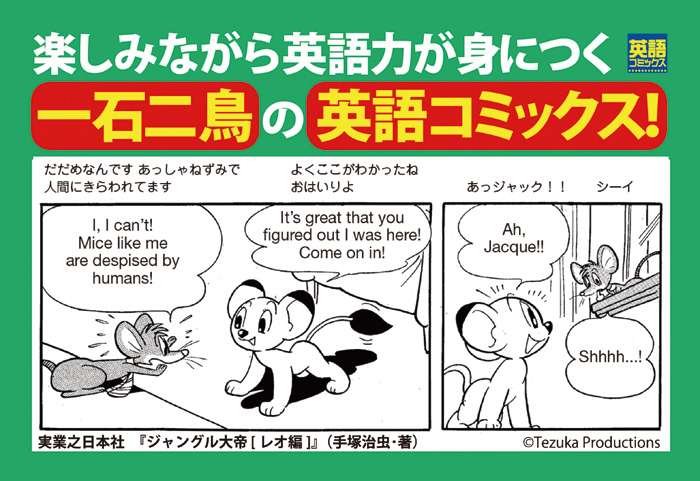 楽しみながら英語力が身につく
英語
コミックス
一石二鳥の英語コミックス!
だだめなんです あっしゃねずみで
人間にきらわれてます
よくここがわかったね
おはいりよ
I, I can't!
Mice like me
are despised by
humans!
It's great that you
figured out I was here!
Come on in!
あっジャック！！
シーイ
Ah,
Jacque!!
Shhhh...!
実業之日本社 『ジャングル大帝 [ レオ編 ]』（手塚治虫・著）
©Tezuka Productions